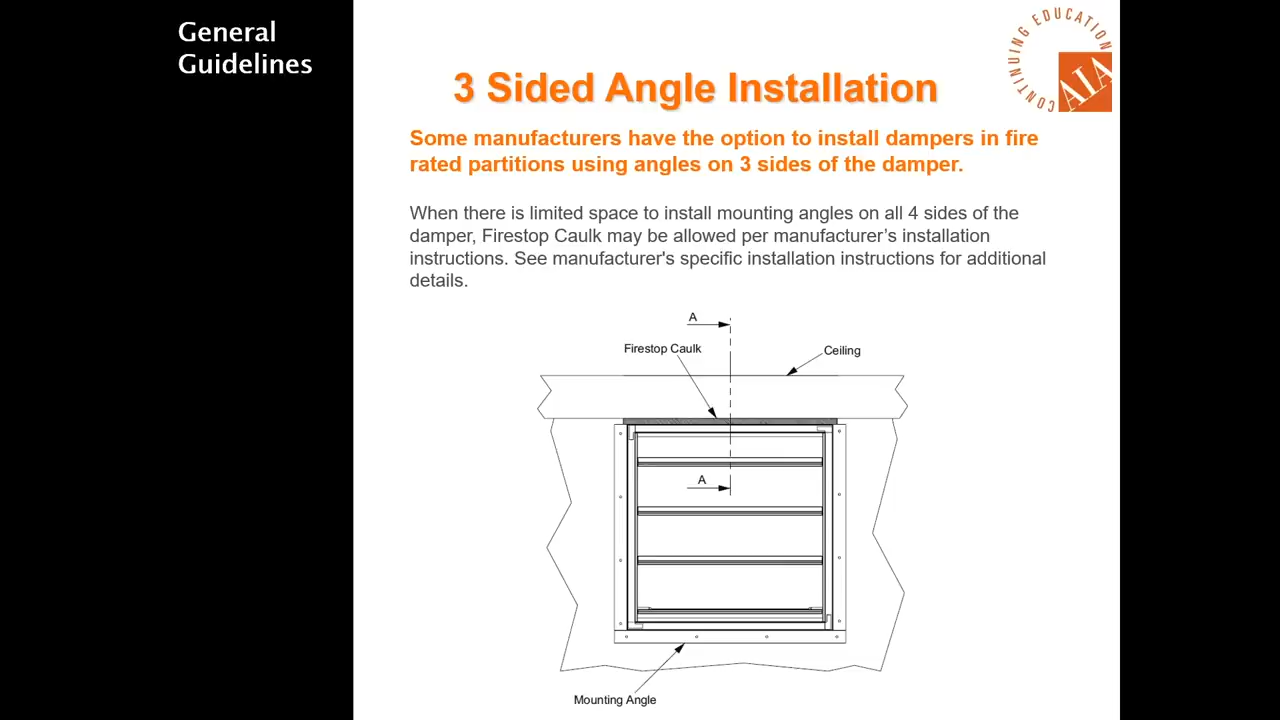 General
Guidelines
CONTINUING EDUCATION
AIA
3 Sided Angle Installation
Some manufacturers have the option to install dampers in fire
rated partitions using angles on 3 sides of the damper.
When there is limited space to install mounting angles on all 4 sides of the
damper, Firestop Caulk may be allowed per manufacturer’s installation
instructions. See manufacturer's specific installation instructions for additional
details.
A
Firestop Caulk
Ceiling
A
Mounting Angle